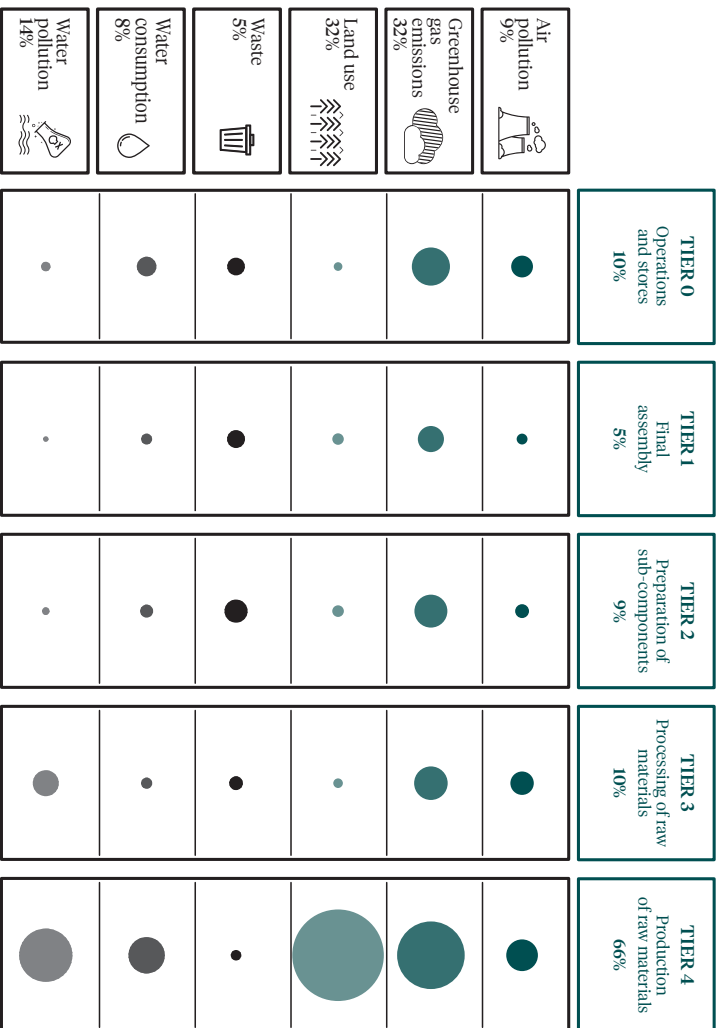 TIER 0
Operations
and stores
10%
TIER 1
Final
assembly
5%
TIER 2
Preparation of
sub-components
9%
TIER 3
Processing of raw
materials
10%
TIER 4
Production
of raw materials
66%
Air
pollution
9%
Greenhouse
gas
emissions
32%
Land use
32%
Waste
5%
Water
consumption
8%
Water
pollution
14%